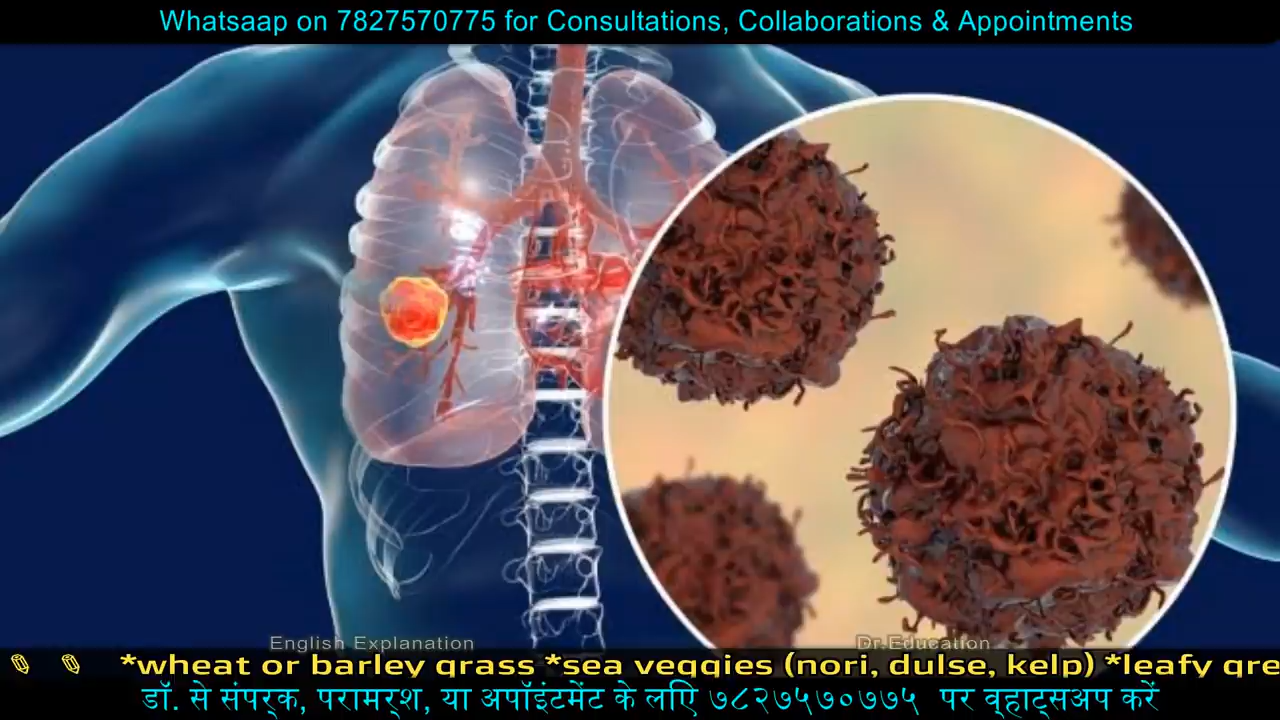 Whatsaap on 7827570775 for Consultations, Collaborations & Appointments
English Explanation
Dr.Education
*wheat or barley grass *sea veggies (nori, dulse, kelp) *leafy gre
डॉ. से संपर्क, परामर्श, या अपॉइंटमेंट के लिए ७८२७५७०७७५ पर व्हाट्सअप करें